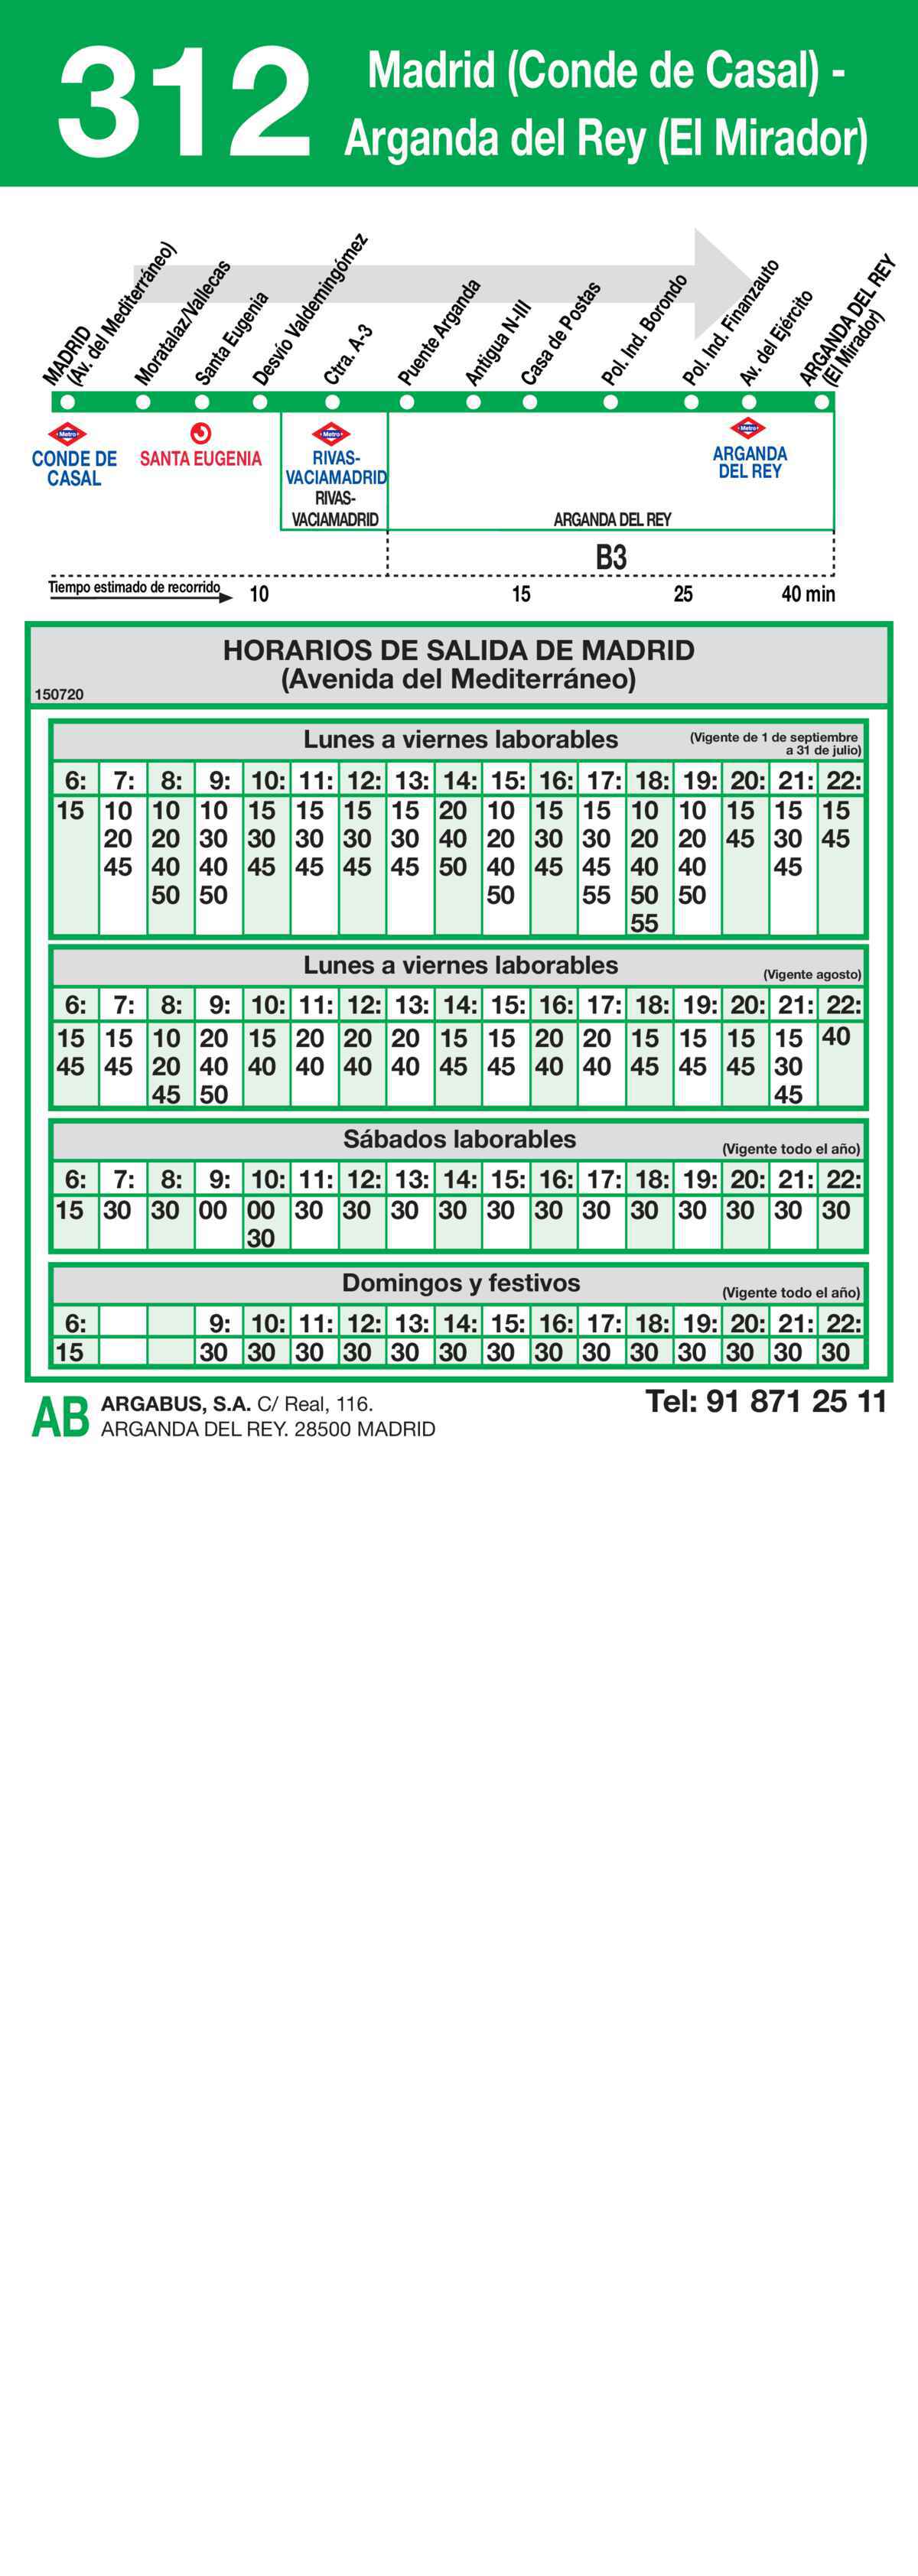 312
Madrid (Conde de Casal) -
Arganda del Rey (El Mirador)
MADRID
(Av. del Mediterráneo)
Moratalaz/Vallecas
Santa Eugenia
Desvío Valdemingómez
Ctra. A-3
Puente Arganda
Antigua N-III
Casa de Postas
Pol. Ind. Borondo
Pol. Ind. Finanzauto
Av. del Ejército
ARGANDA DEL REY
(El Mirador)
Metro
Metro
Metro
CONDE DE
CASAL
SANTA EUGENIA
RIVAS-
VACIAMADRID
ARGANDA
DEL REY
RIVAS-
VACIAMADRID
ARGANDA DEL REY
B3
Tiempo estimado de recorrido 10 15 25 40 min
HORARIOS DE SALIDA DE MADRID
(Avenida del Mediterráneo)
150720
Lunes a viernes laborables
(Vigente de 1 de septiembre
a 31 de julio)
6: 7: 8: 9: 10: 11: 12: 13: 14: 15: 16: 17: 18: 19: 20: 21: 22:
15 10 10 10 15 15 15 15 20 10 15 15 10 10 15 15 15
20 20 30 30 30 30 30 40 20 30 30 20 20 45 30 45
45 40 40 45 45 45 45 50 40 45 45 40 40 45
50 50 50 55 50 50
55
Lunes a viernes laborables
(Vigente agosto)
6: 7: 8: 9: 10: 11: 12: 13: 14: 15: 16: 17: 18: 19: 20: 21: 22:
15 15 10 20 15 20 20 20 15 15 20 20 15 15 15 15 40
45 45 20 40 40 40 40 40 45 45 40 40 45 45 45 30
45 50 45
Sábados laborables
(Vigente todo el año)
6: 7: 8: 9: 10: 11: 12: 13: 14: 15: 16: 17: 18: 19: 20: 21: 22:
15 30 30 00 00 30 30 30 30 30 30 30 30 30 30 30 30
30
Domingos y festivos
(Vigente todo el año)
6: 9: 10: 11: 12: 13: 14: 15: 16: 17: 18: 19: 20: 21: 22:
15 30 30 30 30 30 30 30 30 30 30 30 30 30 30
AB
ARGABUS, S.A. C/ Real, 116.
ARGANDA DEL REY. 28500 MADRID
Tel: 91 871 25 11